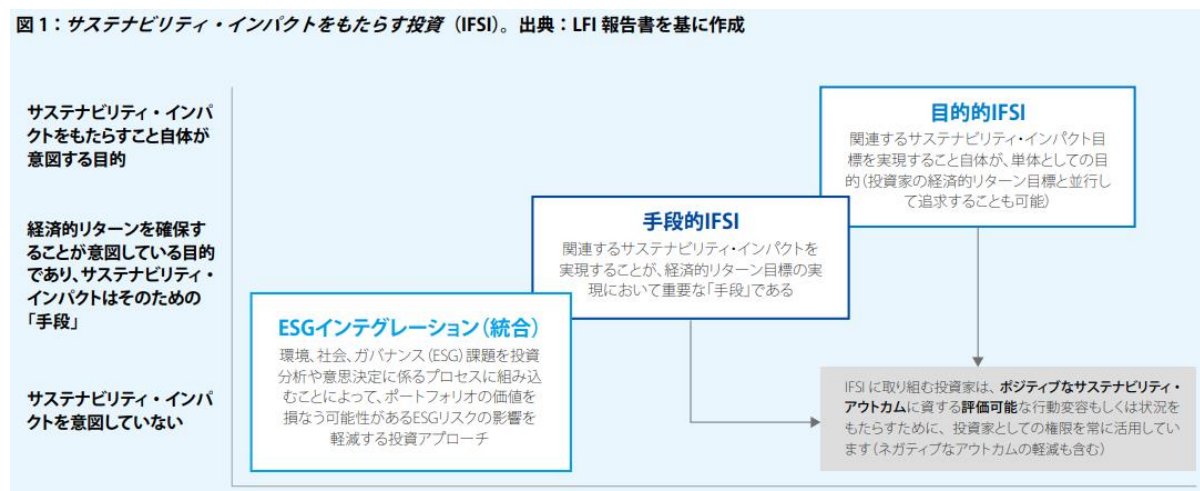 図1：サステナビリティ・インパクトをもたらす投資（IFSI）。出典：LFI 報告書を基に作成
サステナビリティ・インパ
クトをもたらすこと自体が
意図する目的
目的的IFSI
関連するサステナビリティ・インパクト目
標を実現すること自体が、単体としての目
的（投資家の経済的リターン目標と並行し
て追求することも可能）
経済的リターンを確保す
ることが意図している目的
であり、サステナビリティ・
インパクトはそのための
「手段」
手段的IFSI
関連するサステナビリティ・インパクトを
実現することが、経済的リターン目標の実
現において重要な「手段」である
サステナビリティ・インパ
クトを意図していない
ESGインテグレーション（統合）
環境、社会、ガバナンス（ESG）課題を投資
分析や意思決定に係るプロセスに組み込
むことによって、ポートフォリオの価値を
損なう可能性があるESGリスクの影響を
軽減する投資アプローチ
IFSI に取り組む投資家は、ポジティブなサステナビリティ・
アウトカムに資する評価可能な行動変容もしくは状況を
もたらすために、投資家としての権限を常に活用してい
ます（ネガティブなアウトカムの軽減も含む）